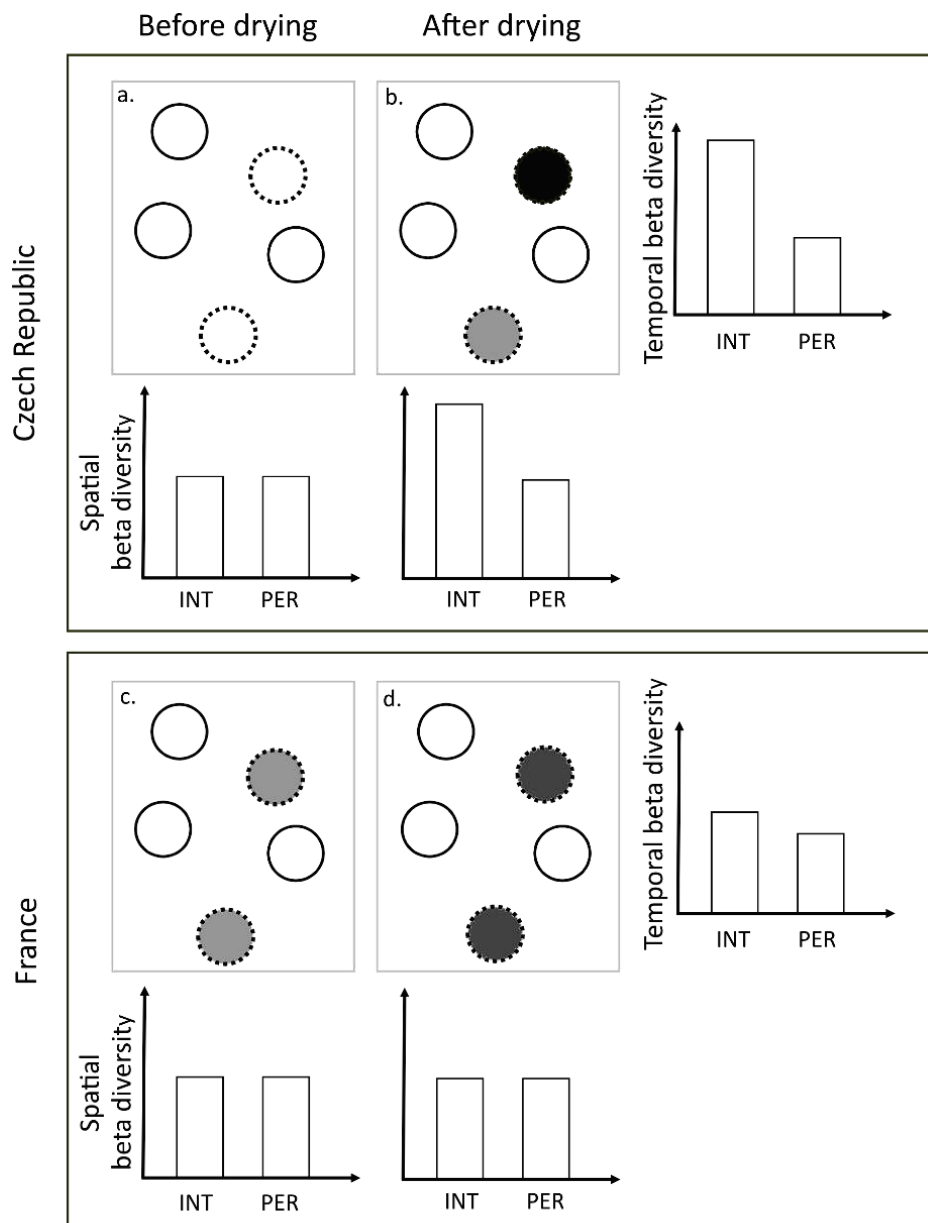 Before drying
After drying
Czech Republic
a.
b.
Temporal beta diversity
INT
PER
Spatial
beta diversity
INT
PER
INT
PER
France
c.
d.
Temporal beta diversity
INT
PER
Spatial
beta diversity
INT
PER
INT
PER